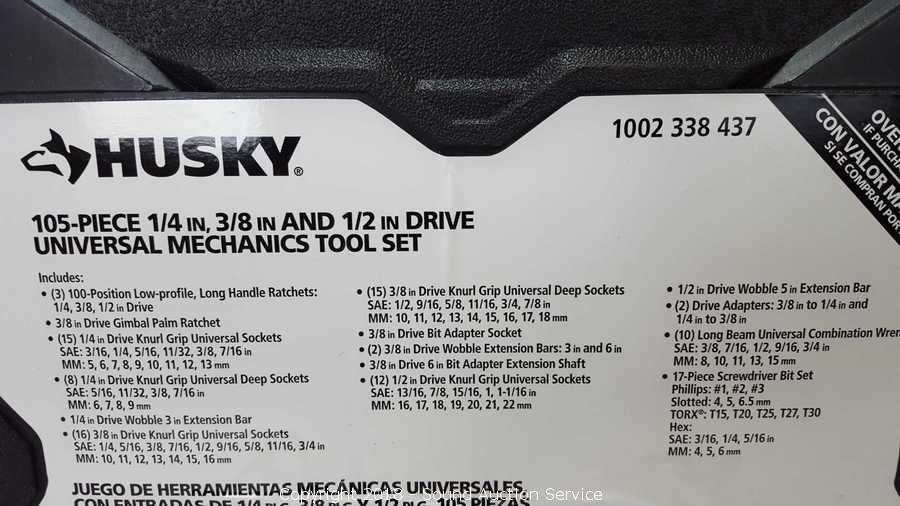 HUSKY®
1002 338 437
OVER
IF PURCHA
CON VALOR MA
SI SE COMPRAN POR
105-PIECE 1/4 IN, 3/8 IN AND 1/2 IN DRIVE
UNIVERSAL MECHANICS TOOL SET
Includes:
• (3) 100-Position Low-profile, Long Handle Ratchets:
1/4, 3/8, 1/2 in Drive
• 3/8 in Drive Gimbal Palm Ratchet
• (15) 1/4 in Drive Knurl Grip Universal Sockets
SAE: 3/16, 1/4, 5/16, 11/32, 3/8, 7/16 in
MM: 5, 6, 7, 8, 9, 10, 11, 12, 13 mm
• (8) 1/4 in Drive Knurl Grip Universal Deep Sockets
SAE: 5/16, 11/32, 3/8, 7/16 in
MM: 6, 7, 8, 9 mm
• 1/4 in Drive Wobble 3 in Extension Bar
• (16) 3/8 in Drive Knurl Grip Universal Sockets
SAE: 1/4, 5/16, 3/8, 7/16, 1/2, 9/16, 5/8, 11/16, 3/4 in
MM: 10, 11, 12, 13, 14, 15, 16 mm
• (15) 3/8 in Drive Knurl Grip Universal Deep Sockets
SAE: 1/2, 9/16, 5/8, 11/16, 3/4, 7/8 in
MM: 10, 11, 12, 13, 14, 15, 16, 17, 18 mm
• 3/8 in Drive Bit Adapter Socket
• (2) 3/8 in Drive Wobble Extension Bars: 3 in and 6 in
• 3/8 in Drive 6 in Bit Adapter Extension Shaft
• (12) 1/2 in Drive Knurl Grip Universal Sockets
SAE: 13/16, 7/8, 15/16, 1, 1-1/16 in
MM: 16, 17, 18, 19, 20, 21, 22 mm
• 1/2 in Drive Wobble 5 in Extension Bar
• (2) Drive Adapters: 3/8 in to 1/4 in and
1/4 in to 3/8 in
• (10) Long Beam Universal Combination Wren
SAE: 3/8, 7/16, 1/2, 9/16, 3/4 in
MM: 8, 10, 11, 13, 15 mm
• 17-Piece Screwdriver Bit Set
Phillips: #1, #2, #3
Slotted: 4, 5, 6.5 mm
TORX®: T15, T20, T25, T27, T30
Hex:
SAE: 3/16, 1/4, 5/16 in
MM: 4, 5, 6 mm
JUEGO DE HERRAMIENTAS MECÁNICAS UNIVERSALES
CON ENTRADAS DE 1/4 PLG, 3/8 PLG Y 1/2 PLG, 105 PIEZAS
Copyright 2018 - Sound Auction Service